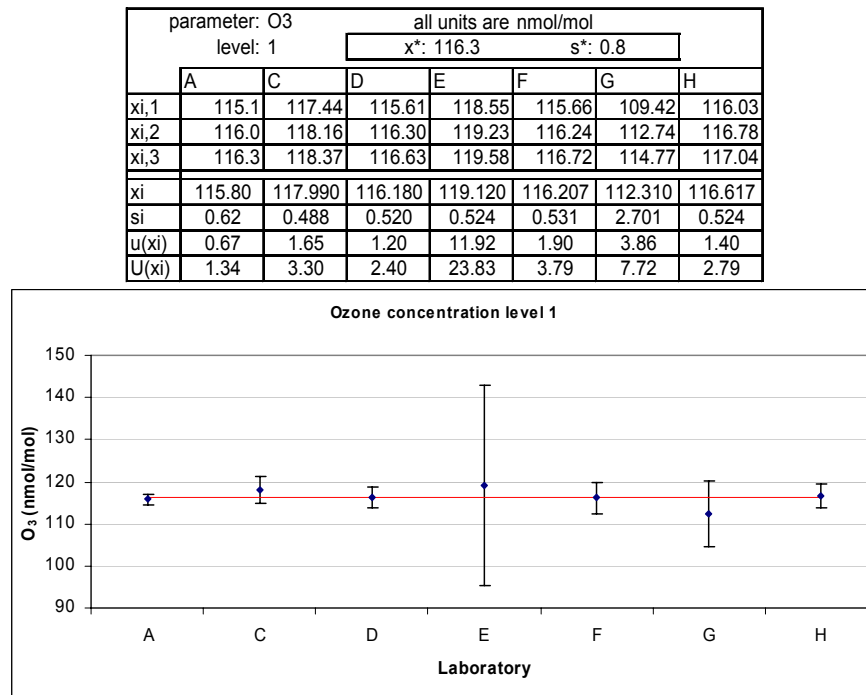 parameter: O3 all units are nmol/mol
level: 1 x*: 116.3 s*: 0.8
A C D E F G H
xi,1 115.1 117.44 115.61 118.55 115.66 109.42 116.03
xi,2 116.0 118.16 116.30 119.23 116.24 112.74 116.78
xi,3 116.3 118.37 116.63 119.58 116.72 114.77 117.04
xi 115.80 117.990 116.180 119.120 116.207 112.310 116.617
si 0.62 0.488 0.520 0.524 0.531 2.701 0.524
u(xi) 0.67 1.65 1.20 11.92 1.90 3.86 1.40
U(xi) 1.34 3.30 2.40 23.83 3.79 7.72 2.79
Ozone concentration level 1
150
140
130
120
110
100
90
O₃ (nmol/mol)
A C D E F G H
Laboratory